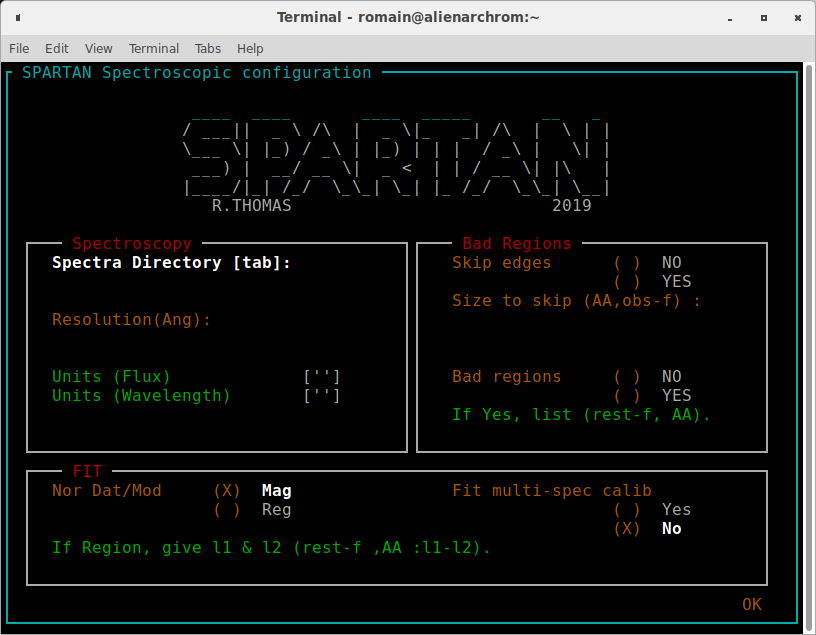 Terminal - romain@alienarchrom:~
File Edit View Terminal Tabs Help
SPARTAN Spectroscopic configuration
SPARTAN
R.THOMAS 2019
Spectroscopy
Spectra Directory [tab]:
Resolution(Ang):
Units (Flux) ['']
Units (Wavelength) ['']
Bad Regions
Skip edges ( ) NO
( ) YES
Size to skip (AA,obs-f) :
Bad regions ( ) NO
( ) YES
If Yes, list (rest-f, AA).
FIT
Nor Dat/Mod (X) Mag
( ) Reg
If Region, give l1 & l2 (rest-f ,AA :l1-l2).
Fit multi-spec calib
( ) Yes
(X) No
OK